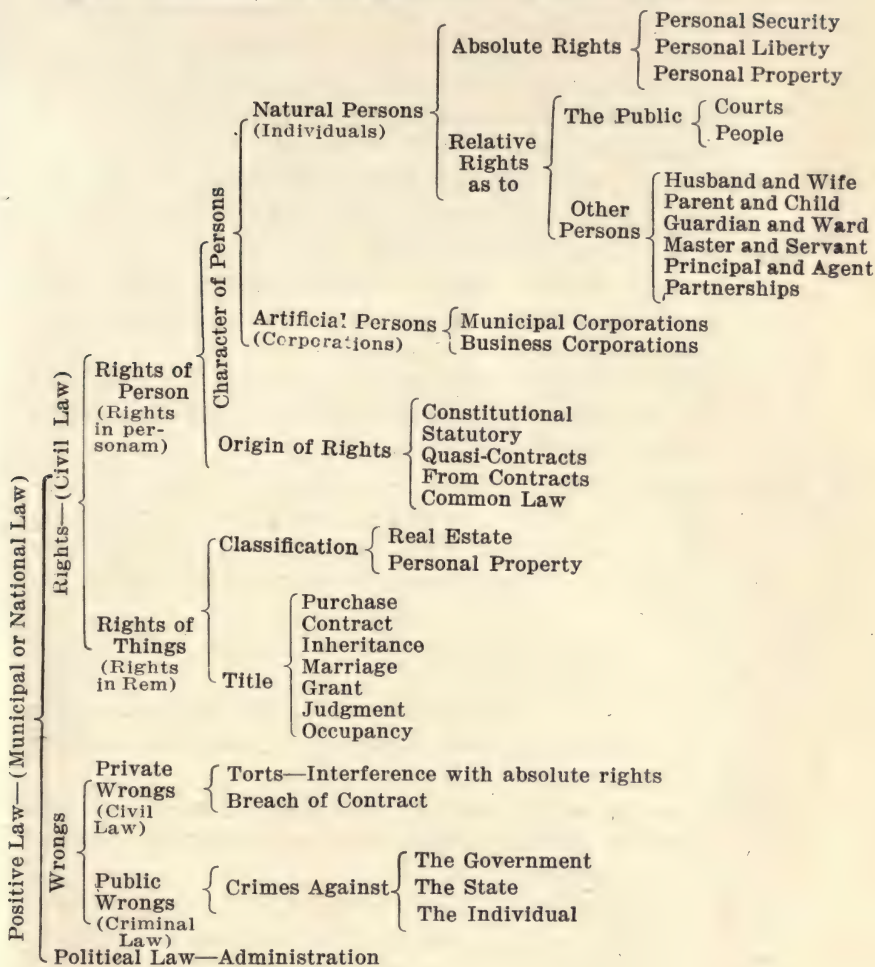 Positive Law—(Municipal or National Law)
Rights—(Civil Law)
Rights of
Person
(Rights
in per-
sonam)
Character of Persons
Natural Persons
(Individuals)
Absolute Rights
Personal Security
Personal Liberty
Personal Property
Relative
Rights
as to
The Public
Courts
People
Other
Persons
Husband and Wife
Parent and Child
Guardian and Ward
Master and Servant
Principal and Agent
Partnerships
Artificial Persons
(Corporations)
Municipal Corporations
Business Corporations
Origin of Rights
Constitutional
Statutory
Quasi-Contracts
From Contracts
Common Law
Rights of
Things
(Rights
in Rem)
Classification
Real Estate
Personal Property
Title
Purchase
Contract
Inheritance
Marriage
Grant
Judgment
Occupancy
Wrongs
Private
Wrongs
(Civil
Law)
Torts—Interference with absolute rights
Breach of Contract
Public
Wrongs
(Criminal
Law)
Crimes Against
The Government
The State
The Individual
Political Law—Administration